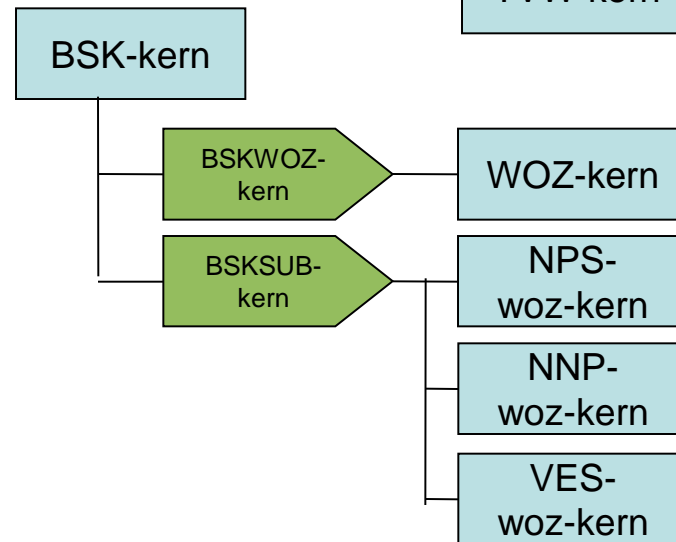 BSK-kern
BSKWOZ-
kern
WOZ-kern
BSKSUB-
kern
NPS-
woz-kern
NNP-
woz-kern
VES-
woz-kern